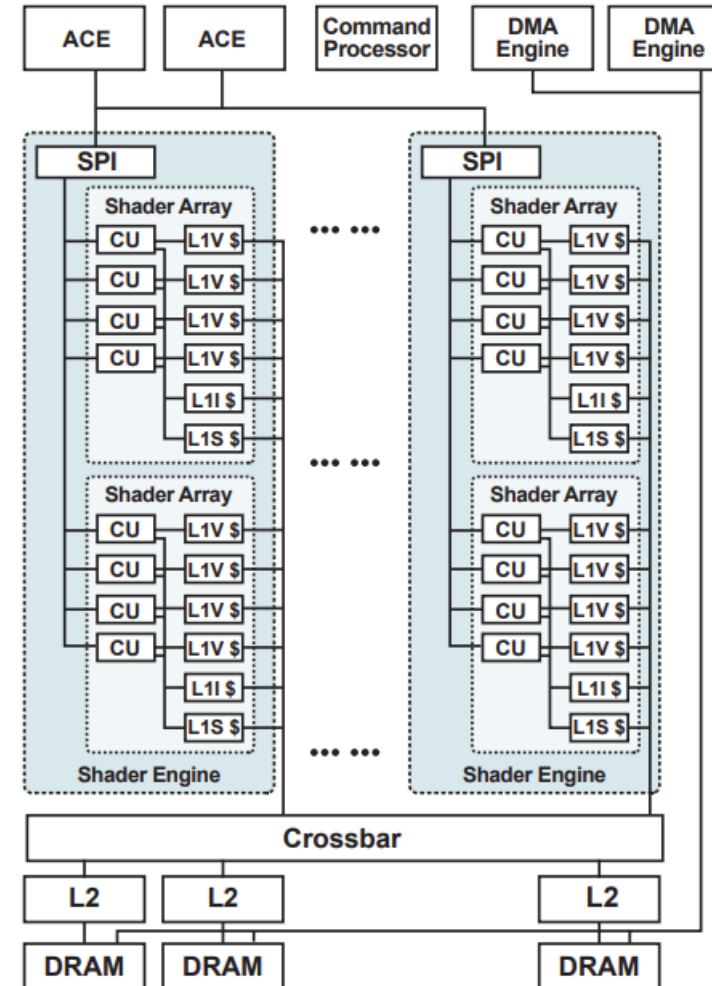 ACE
ACE
Command
Processor
DMA
Engine
DMA
Engine
SPI
Shader Array
CU
L1V $
CU
L1V $
CU
L1V $
CU
L1V $
L1I $
L1S $
Shader Array
CU
L1V $
CU
L1V $
CU
L1V $
CU
L1V $
L1I $
L1S $
Shader Engine
••• •••
••• •••
••• •••
SPI
Shader Array
CU
L1V $
CU
L1V $
CU
L1V $
CU
L1V $
L1I $
L1S $
Shader Array
CU
L1V $
CU
L1V $
CU
L1V $
CU
L1V $
L1I $
L1S $
Shader Engine
Crossbar
L2
L2
L2
DRAM
DRAM
DRAM